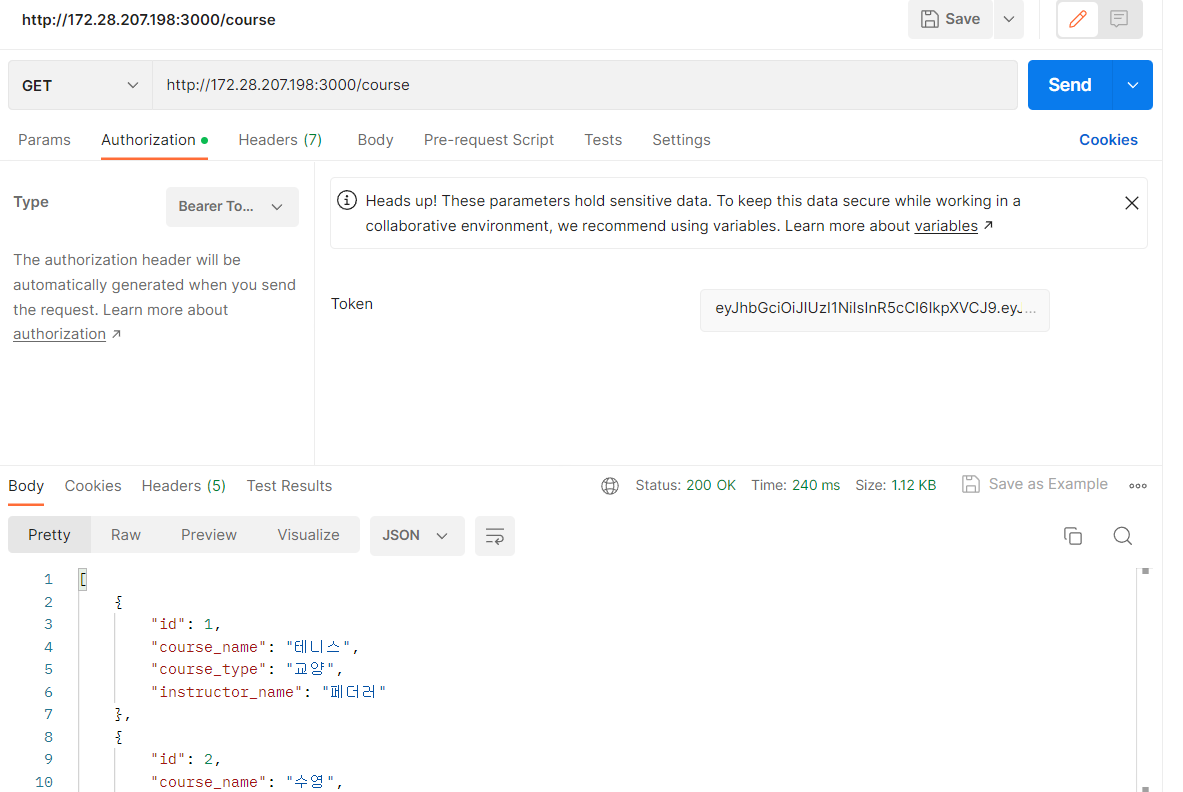 http://172.28.207.198:3000/course
Save
GET
http://172.28.207.198:3000/course
Send
Params Authorization Headers (7) Body Pre-request Script Tests Settings Cookies
Type
Bearer To...
Heads up! These parameters hold sensitive data. To keep this data secure while working in a
collaborative environment, we recommend using variables. Learn more about variables ↗
The authorization header will be
automatically generated when you send
the request. Learn more about
authorization ↗
Token
eyJhbGciOiJIUzI1NiIsInR5cCI6IkpXVCJ9.eyJ...
Body Cookies Headers (5) Test Results
Status: 200 OK Time: 240 ms Size: 1.12 KB
Save as Example
Pretty Raw Preview Visualize JSON
1 [
2 {
3 "id": 1,
4 "course_name": "테니스",
5 "course_type": "교양",
6 "instructor_name": "페더러"
7 },
8 {
9 "id": 2,
10 "course_name": "수영",